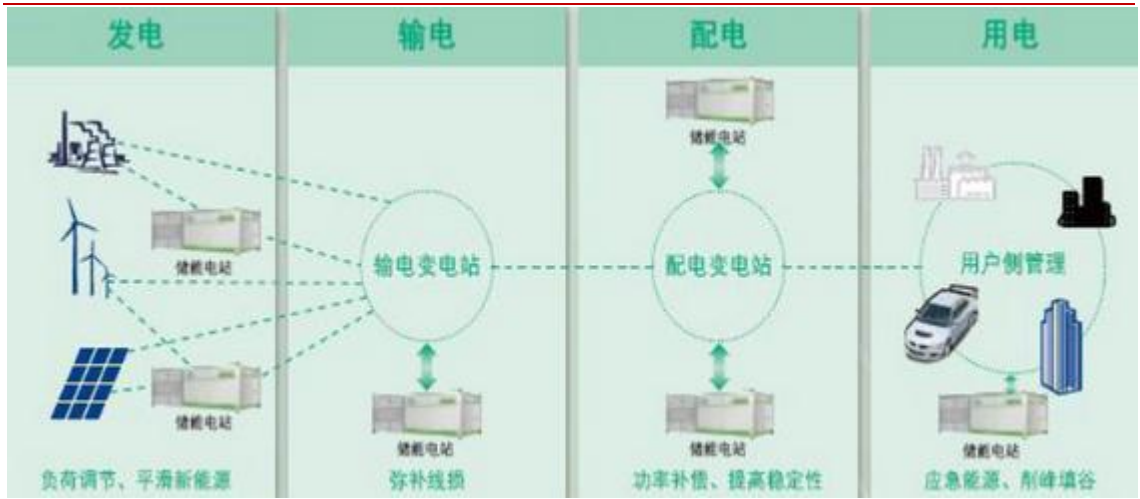 发电
输电
配电
用电
储能电站
储能电站
输电变电站
配电变电站
用户侧管理
储能电站
储能电站
储能电站
储能电站
负荷调节、平滑新能源
弥补线损
功率补偿、提高稳定性
应急能源、削峰填谷